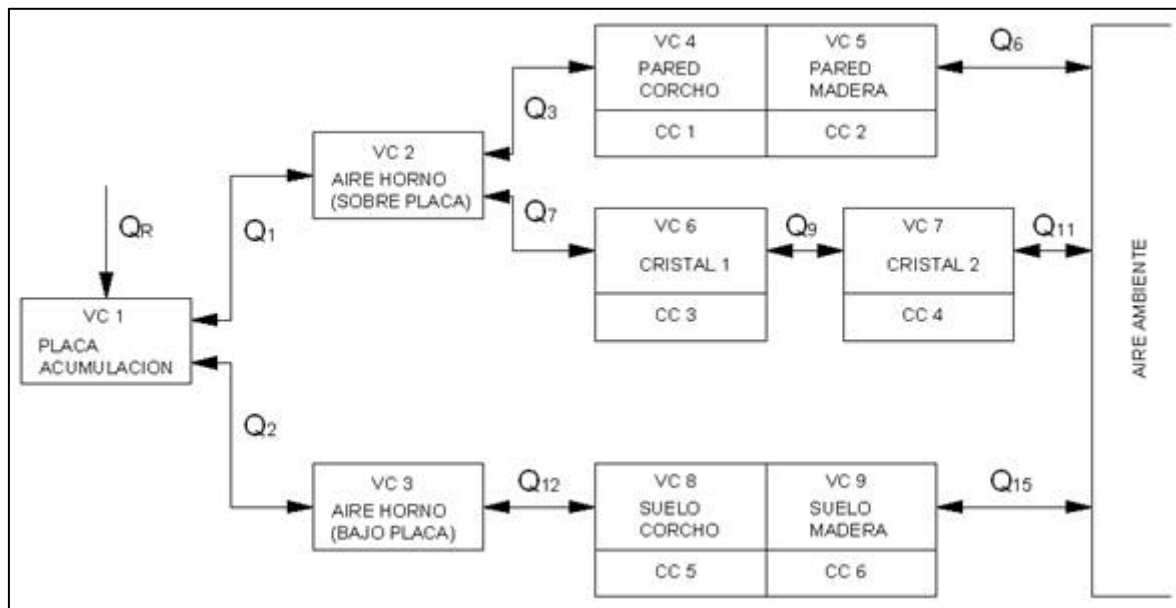 VC 4
PARED
CORCHO
CC 1
VC 5
PARED
MADERA
CC 2
Q6
Q3
VC 2
AIRE HORNO
(SOBRE PLACA)
QR
Q1
Q7
VC 6
CRISTAL 1
CC 3
Q9
VC 7
CRISTAL 2
CC 4
Q11
AIRE AMBIENTE
VC 1
PLACA
ACUMULACION
Q2
VC 3
AIRE HORNO
(BAJO PLACA)
Q12
VC 8
SUELO
CORCHO
CC 5
VC 9
SUELO
MADERA
CC 6
Q15